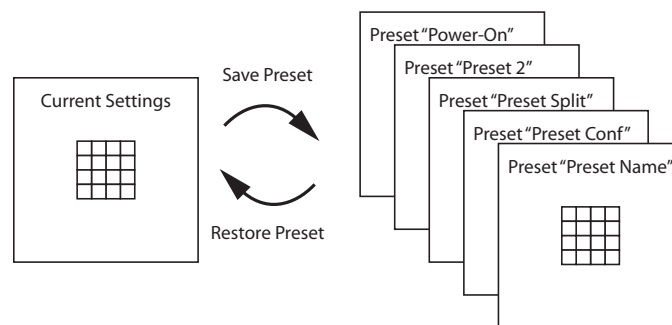 Current Settings
Save Preset
Restore Preset
Preset “Power-On”
Preset “Preset 2”
Preset “Preset Split”
Preset “Preset Conf”
Preset “Preset Name”